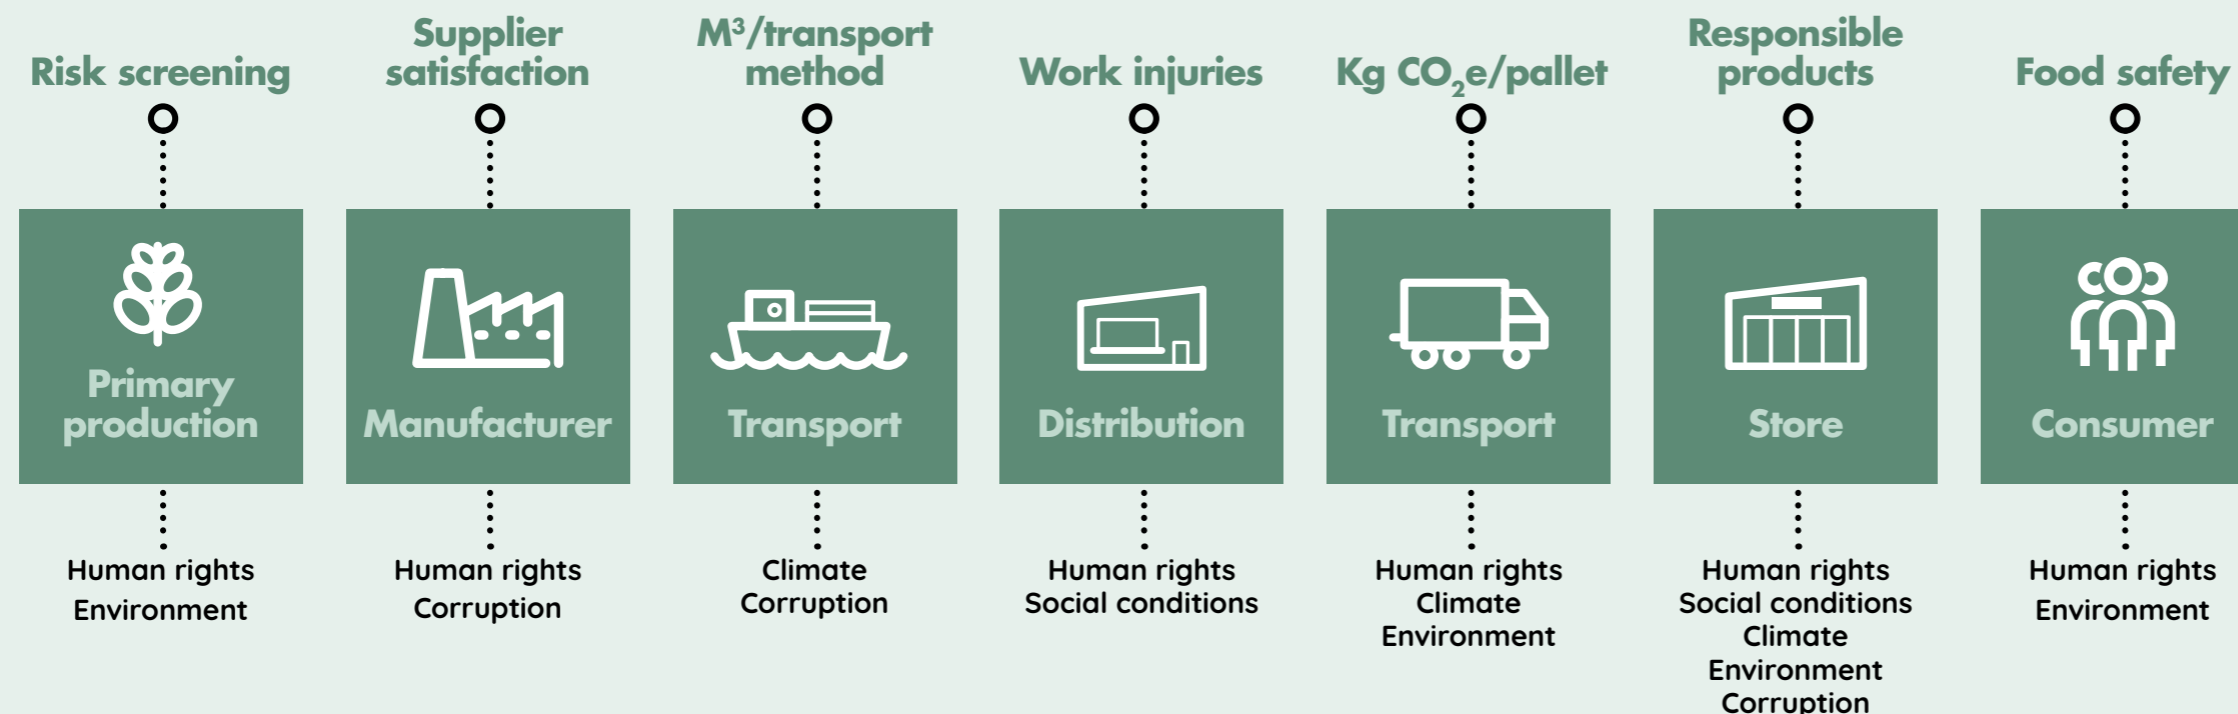 Risk screening
Supplier
satisfaction
M³/transport
method
Work injuries
Kg CO₂e/pallet
Responsible
products
Food safety
Primary
production
Manufacturer
Transport
Distribution
Transport
Store
Consumer
Human rights
Environment
Human rights
Corruption
Climate
Corruption
Human rights
Social conditions
Human rights
Climate
Environment
Human rights
Social conditions
Climate
Environment
Corruption
Human rights
Environment